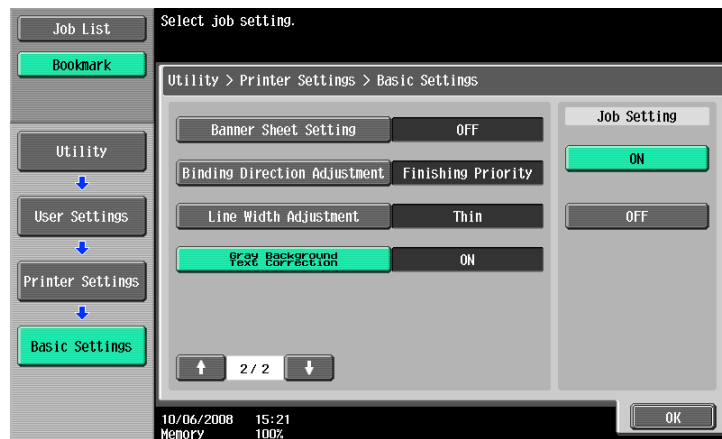 Job List
Bookmark
Utility
User Settings
Printer Settings
Basic Settings
Select job setting.
Utility > Printer Settings > Basic Settings
Banner Sheet Setting OFF
Binding Direction Adjustment Finishing Priority
Line Width Adjustment Thin
Gray Background
Text Correction ON
2/ 2
Job Setting
ON
OFF
10/06/2008 15:21
Memory 100%
OK